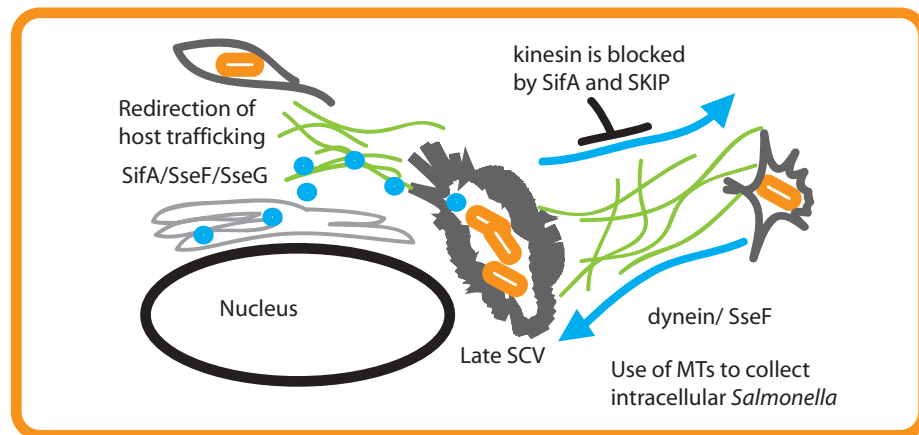 kinesin is blocked
by SifA and SKIP
Redirection of
host trafficking
SifA/SseF/SseG
Nucleus
Late SCV
dynein/ SseF
Use of MTs to collect
intracellular Salmonella